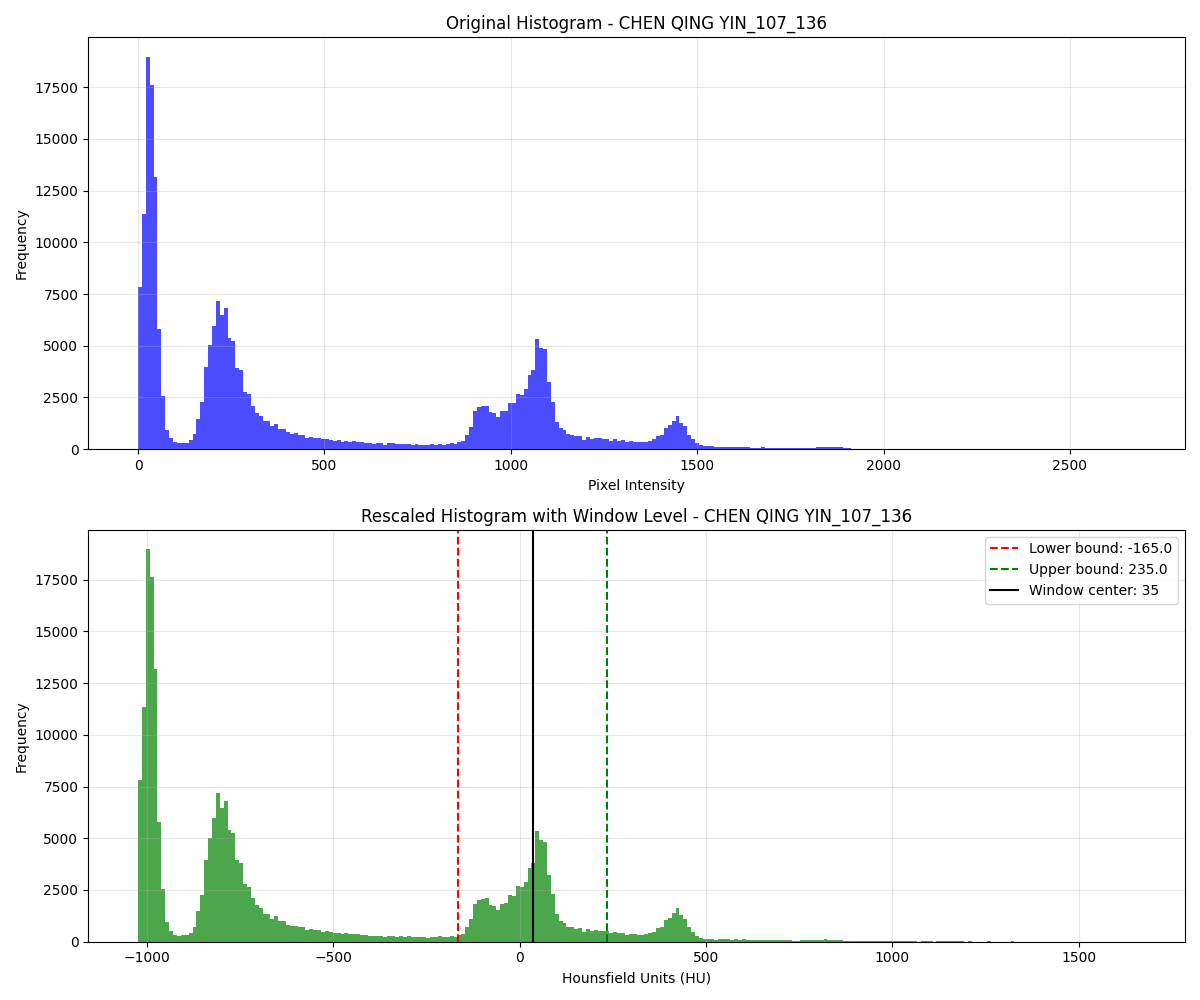 Original Histogram - CHEN QING YIN_107_136
Frequency
17500
15000
12500
10000
7500
5000
2500
0
0 500 1000 1500 2000 2500
Pixel Intensity
Rescaled Histogram with Window Level - CHEN QING YIN_107_136
Lower bound: -165.0
Upper bound: 235.0
Window center: 35
Frequency
17500
15000
12500
10000
7500
5000
2500
0
−1000 −500 0 500 1000 1500
Hounsfield Units (HU)